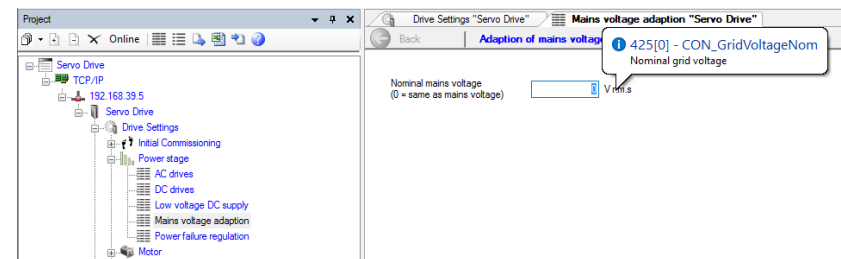 Project
Online
Servo Drive
TCP/IP
192.168.39.5
Servo Drive
Drive Settings
Initial Commissioning
Power stage
AC drives
DC drives
Low voltage DC supply
Mains voltage adaption
Power failure regulation
Motor
Drive Settings "Servo Drive"
Mains voltage adaption "Servo Drive"
Back
Adaption of mains voltage
425[0] - CON_GridVoltageNom
Nominal grid voltage
Nominal mains voltage
(0 = same as mains voltage)
0
V r.m.s